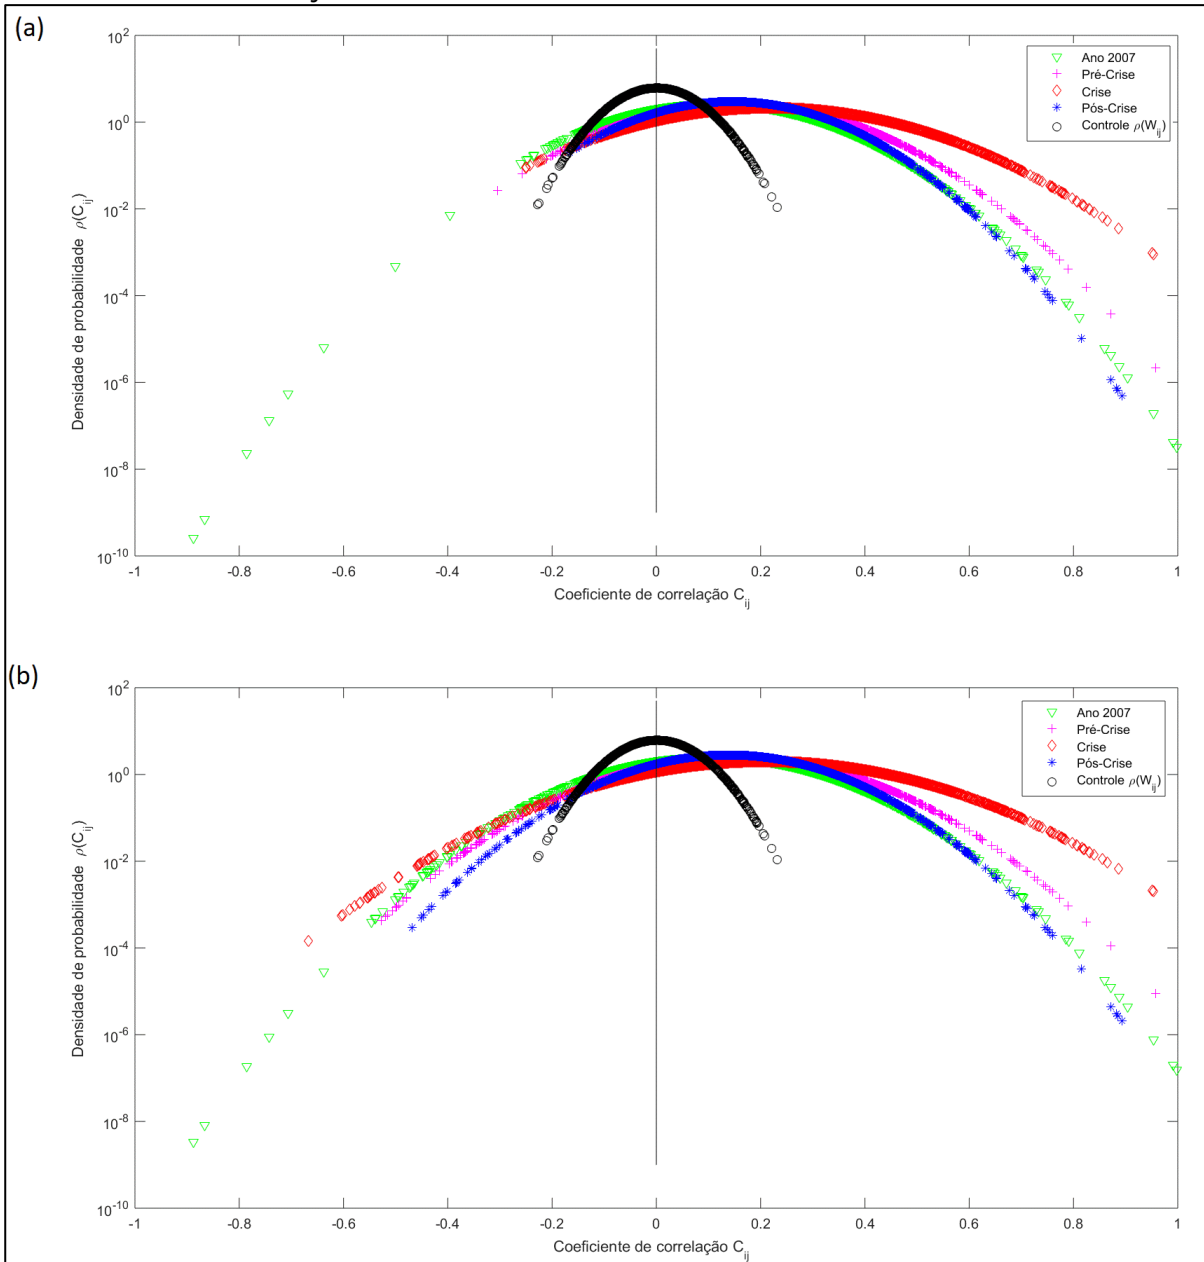 (a)
10^2
10^0
10^-2
10^-4
10^-6
10^-8
10^-10
Densidade de probabilidade ρ(C_ij)
-1 -0.8 -0.6 -0.4 -0.2 0 0.2 0.4 0.6 0.8 1
Coeficiente de correlação C_ij
Ano 2007
Pré-Crise
Crise
Pós-Crise
Controle ρ(W_ij)
(b)
10^2
10^0
10^-2
10^-4
10^-6
10^-8
10^-10
Densidade de probabilidade ρ(C_ij)
-1 -0.8 -0.6 -0.4 -0.2 0 0.2 0.4 0.6 0.8 1
Coeficiente de correlação C_ij
Ano 2007
Pré-Crise
Crise
Pós-Crise
Controle ρ(W_ij)